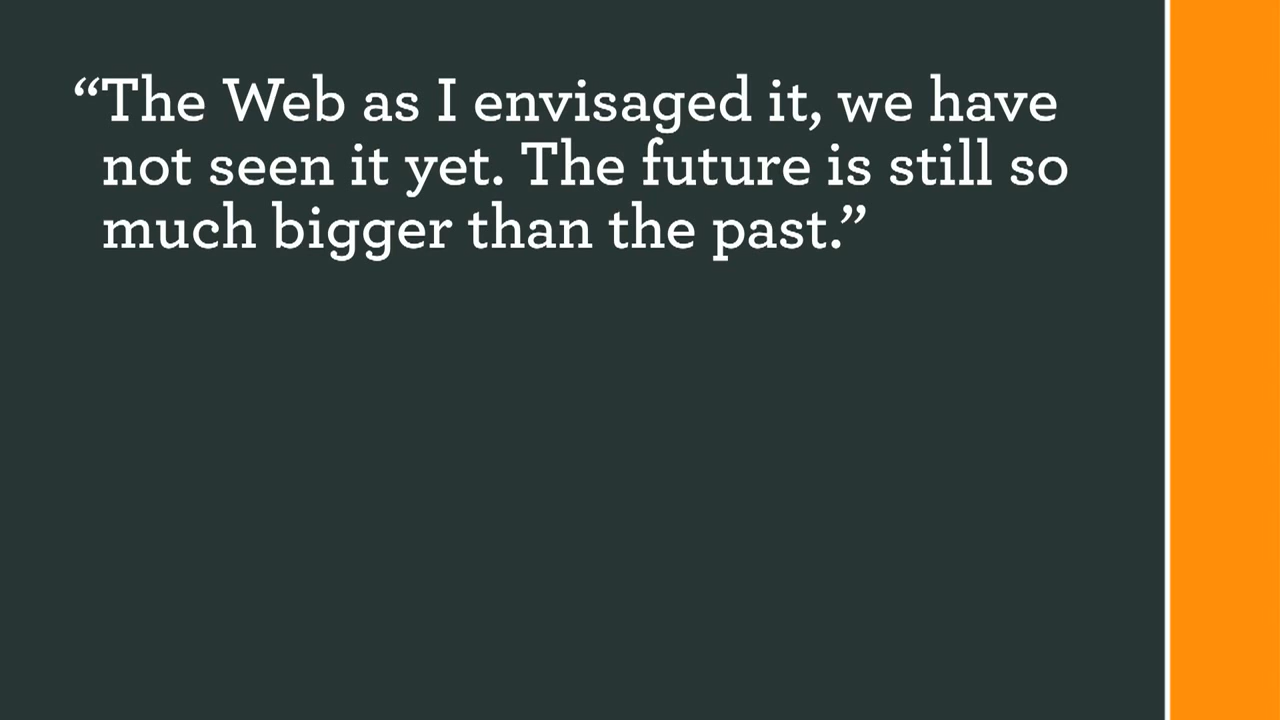 “The Web as I envisaged it, we have
not seen it yet. The future is still so
much bigger than the past.”